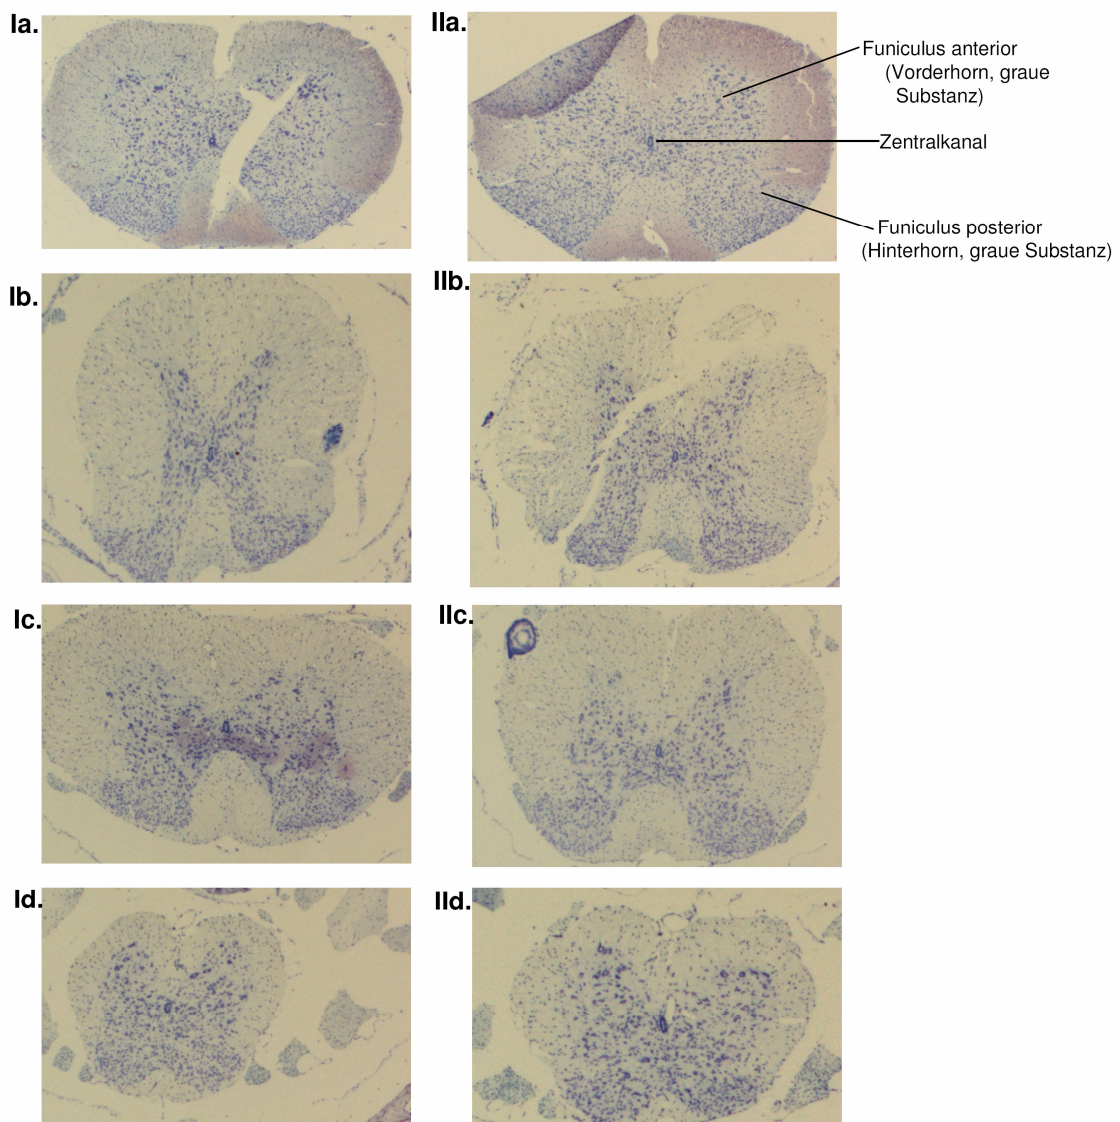 Ia.
IIa.
Funiculus anterior
(Vorderhorn, graue
Substanz)
Zentralkanal
Funiculus posterior
(Hinterhorn, graue Substanz)
Ib.
IIb.
Ic.
IIc.
Id.
IId.